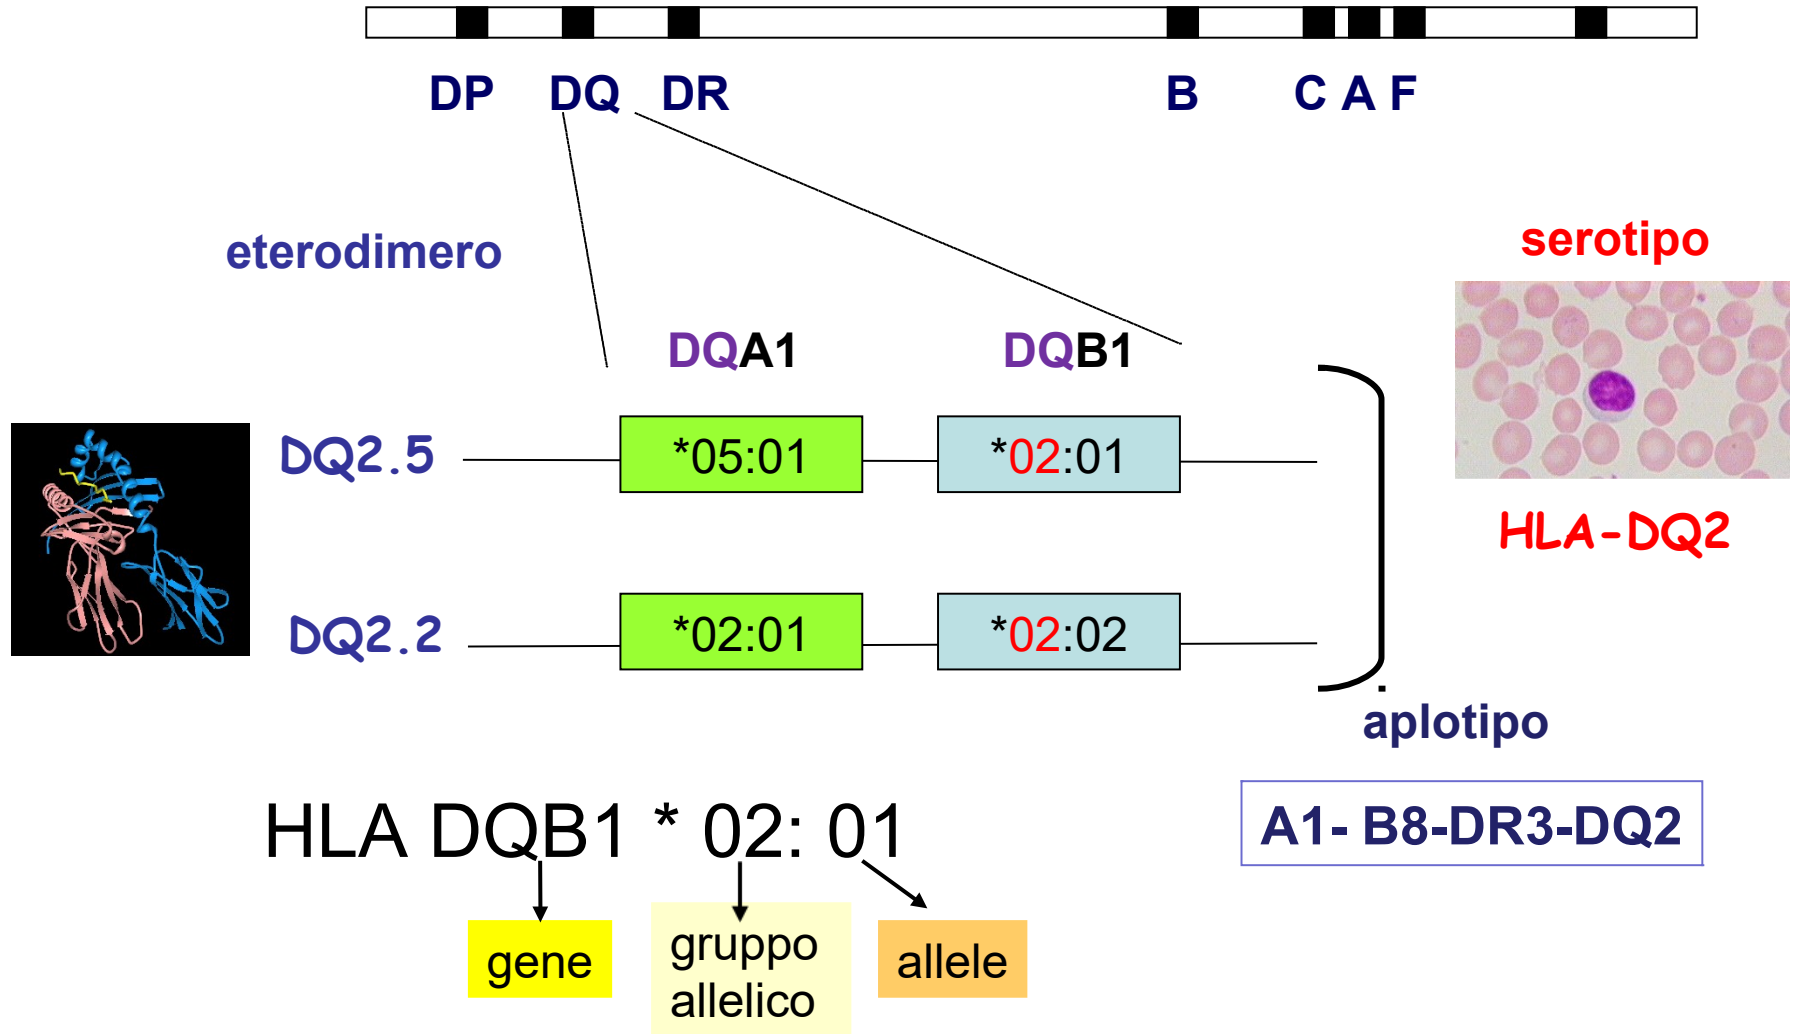 DP DQ DR B C A F
eterodimero
serotipo
DQA1 DQB1
DQ2.5 *05:01 *02:01
HLA-DQ2
DQ2.2 *02:01 *02:02
aplotipo
HLA DQB1 * 02: 01
A1- B8-DR3-DQ2
gene
gruppo
allelico
allele